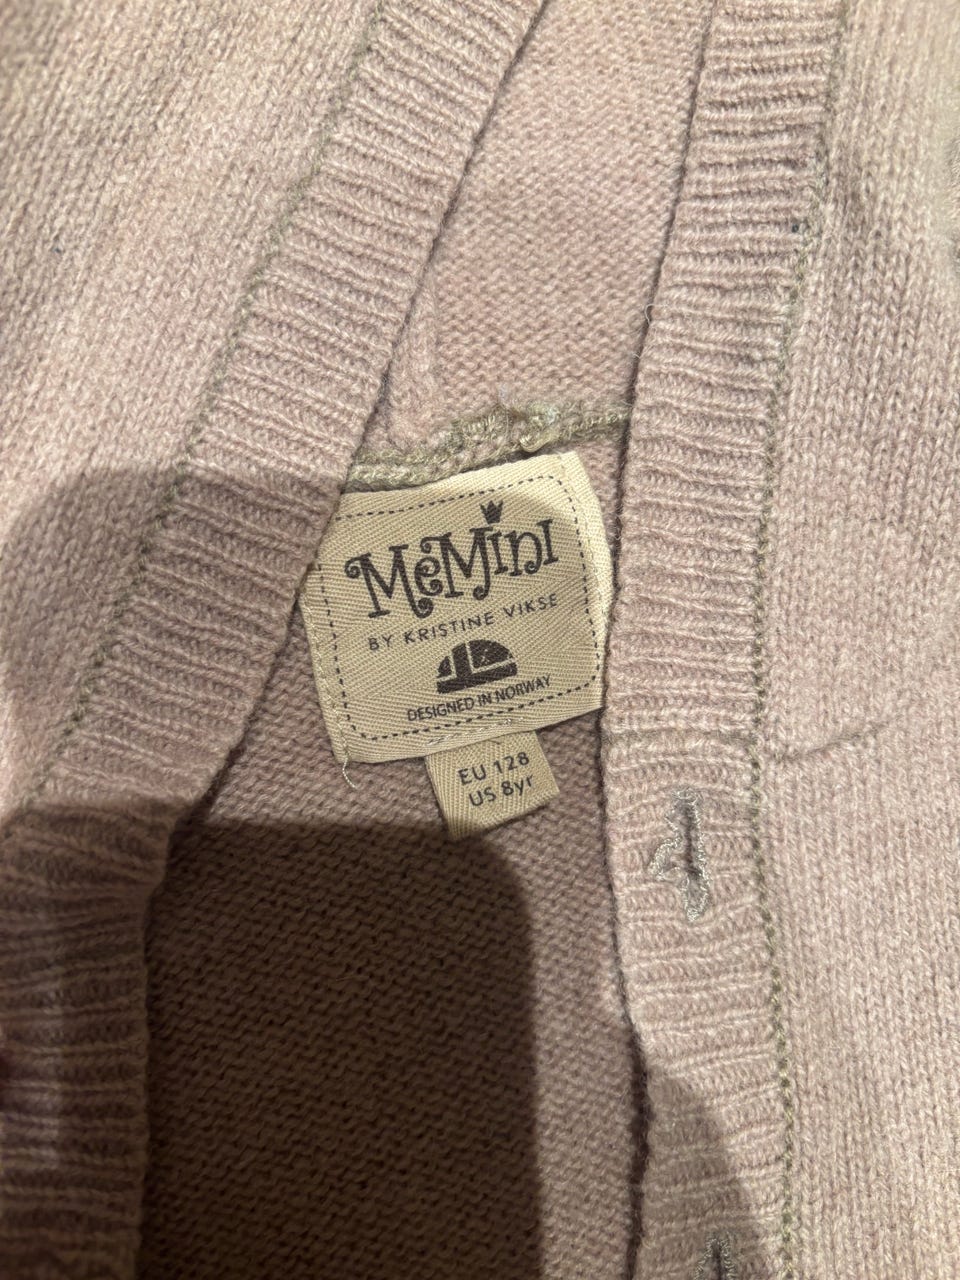 MeMini
BY KRISTINE VIKSE
DESIGNED IN NORWAY
EU 128
US 8yr